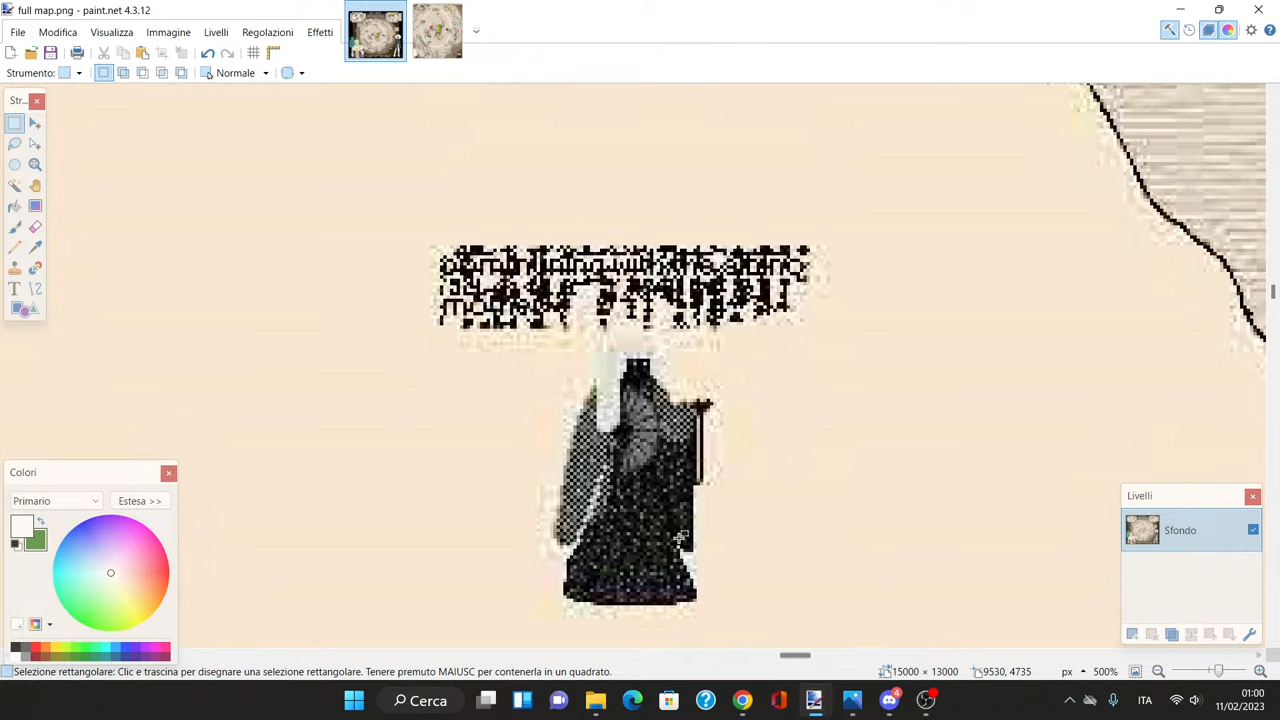 full map.png - paint.net 4.3.12
File Modifica Visualizza Immagine Livelli Regolazioni Effetti
Strumento: Normale
Str...
Colori
Primario Estesa >>
Livelli
Sfondo
Selezione rettangolare: Clic e trascina per disegnare una selezione rettangolare. Tenere premuto MAIUSC per contenerla in un quadrato. 15000 × 13000 9530, 4735 px 500%
Cerca 4 ITA 01:00
11/02/2023